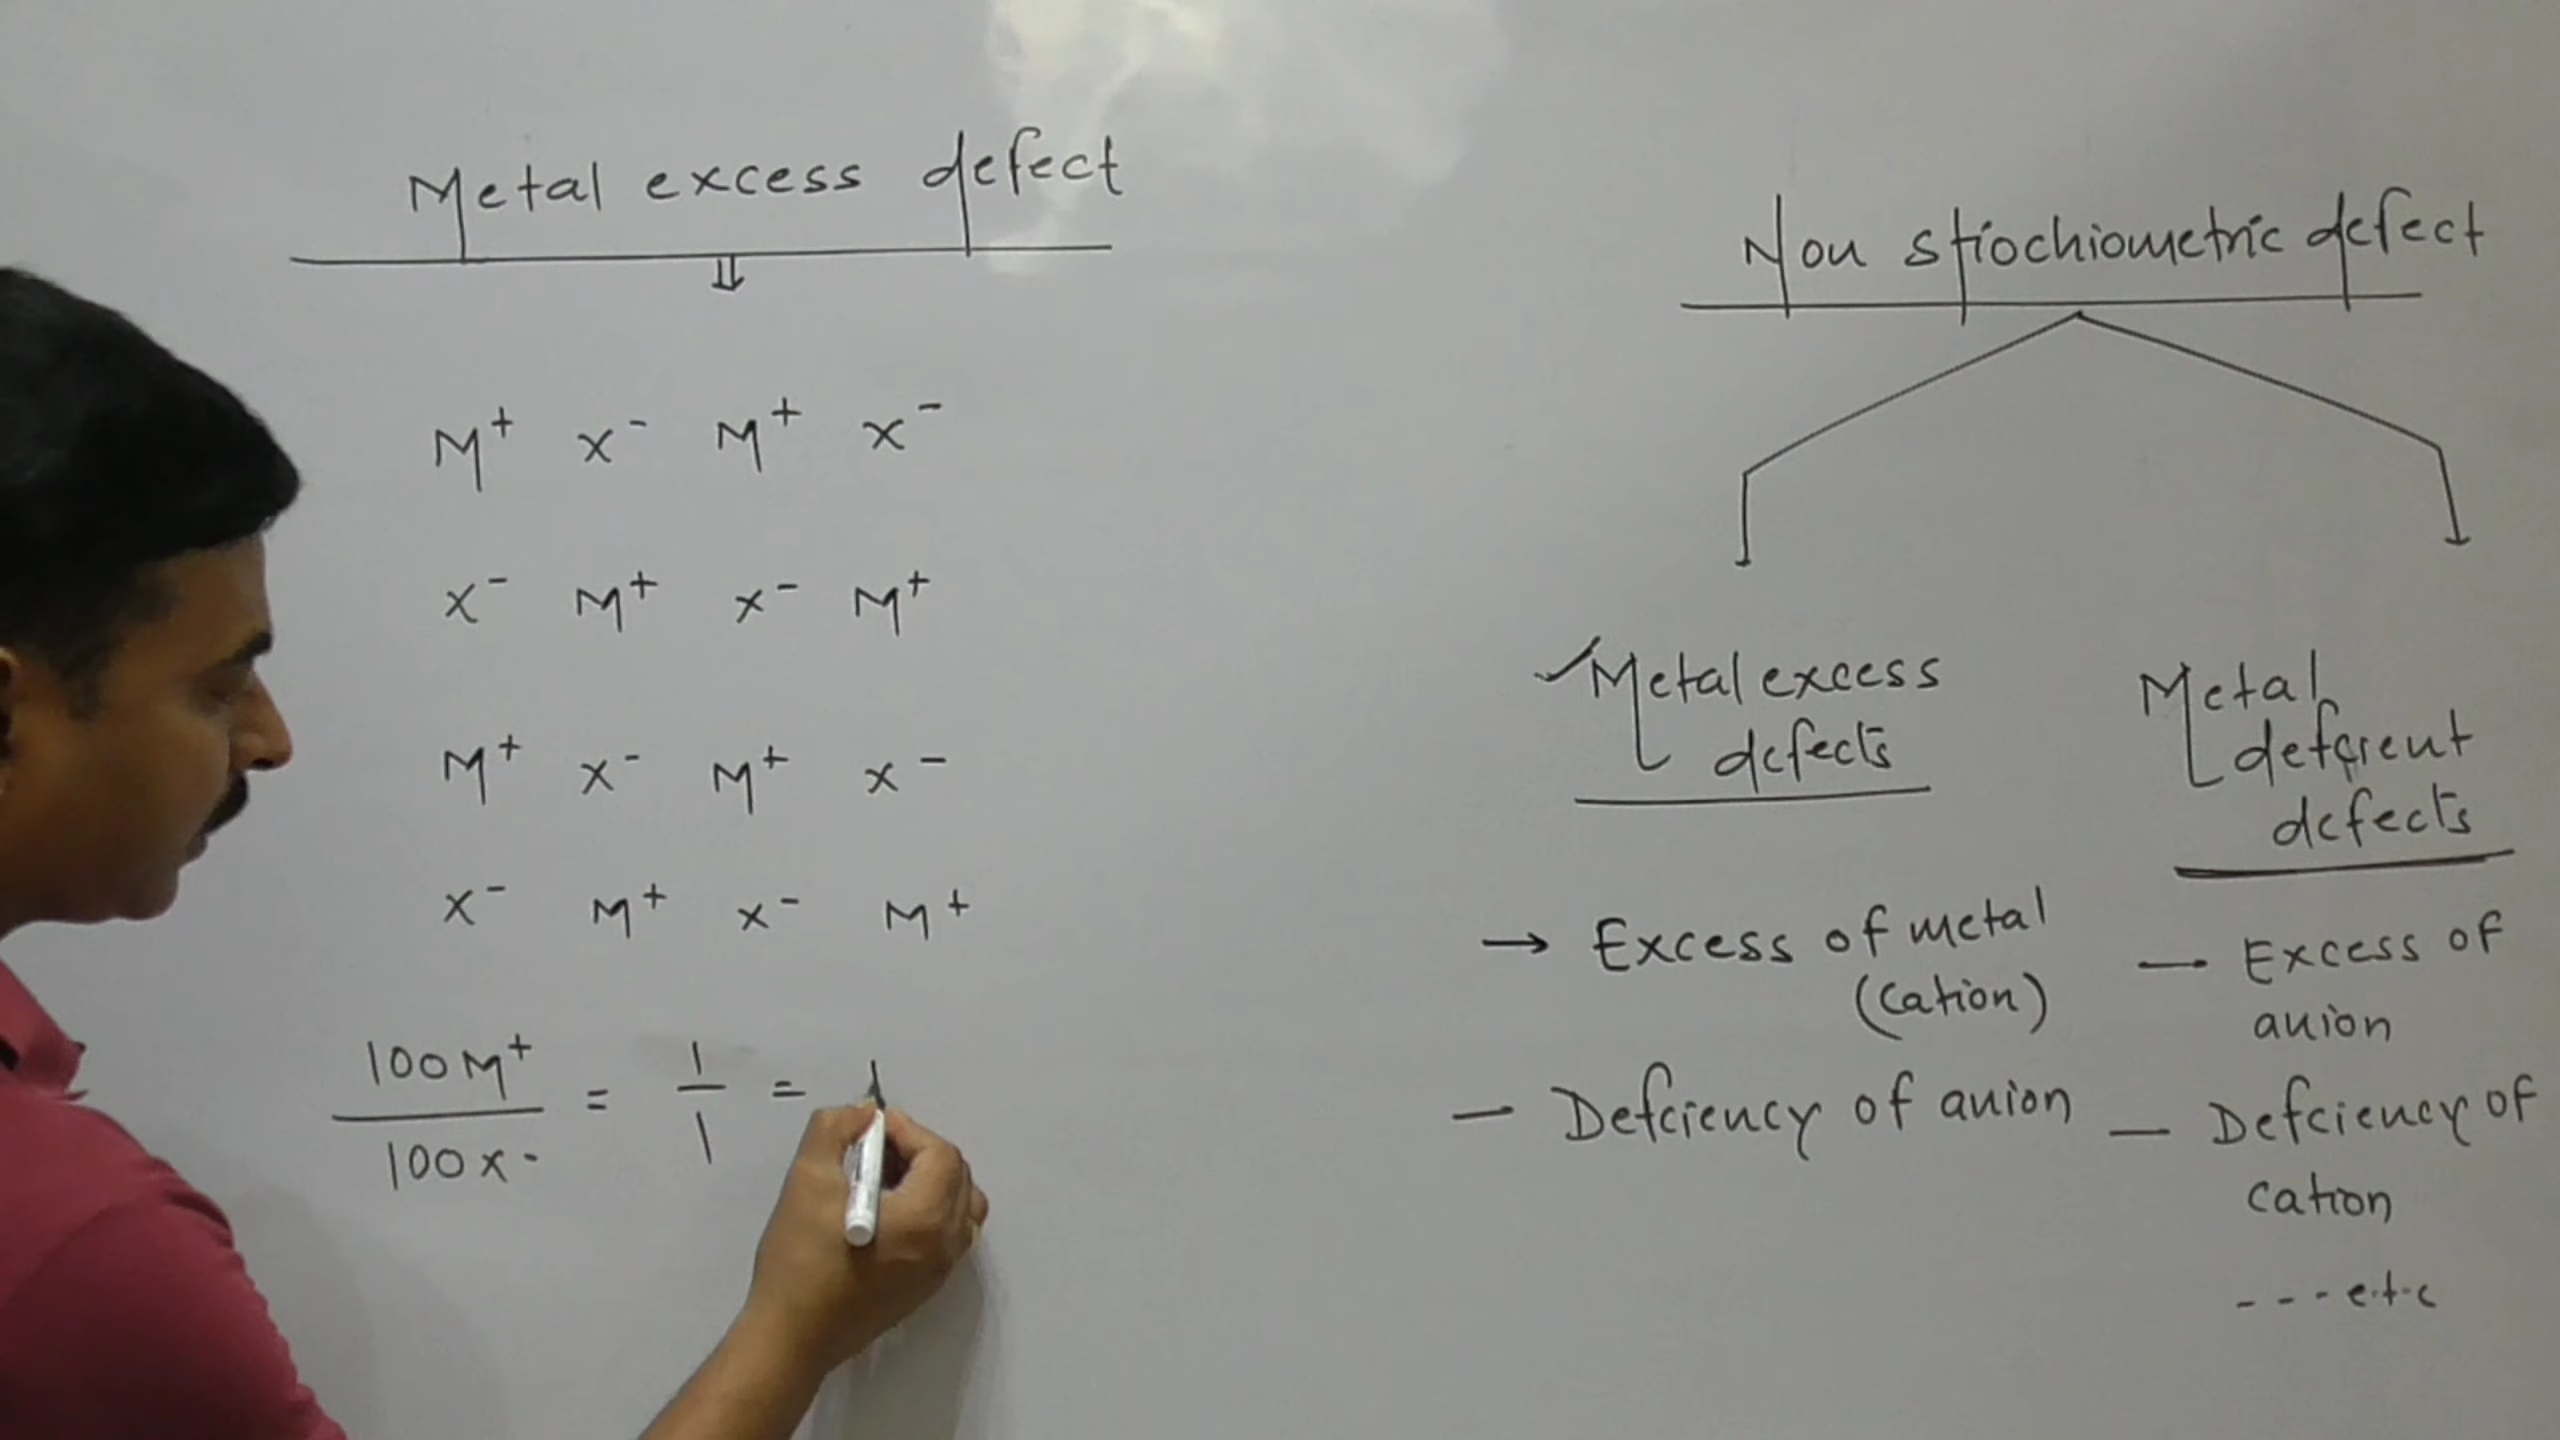 Metal excess defect
⇓
M⁺ x⁻ M⁺ x⁻
x⁻ M⁺ x⁻ M⁺
M⁺ x⁻ M⁺ x⁻
x⁻ M⁺ x⁻ M⁺
100M⁺ / 100x⁻ = 1/1 = 1
Non stiochiometric defect
✓Metal excess
defects
→ Excess of metal
(cation)
— Defciency of anion
Metal
defcient
defects
— Excess of
anion
— Defciency of
cation
- - - e.t.c